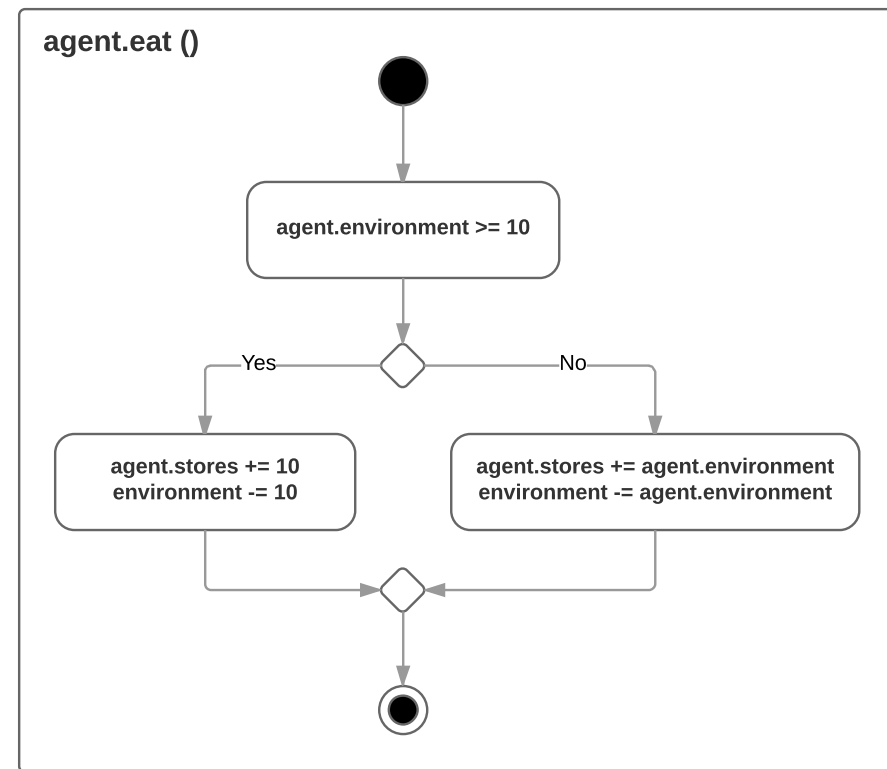 agent.eat ()
agent.environment >= 10
Yes
No
agent.stores += 10
environment -= 10
agent.stores += agent.environment
environment -= agent.environment